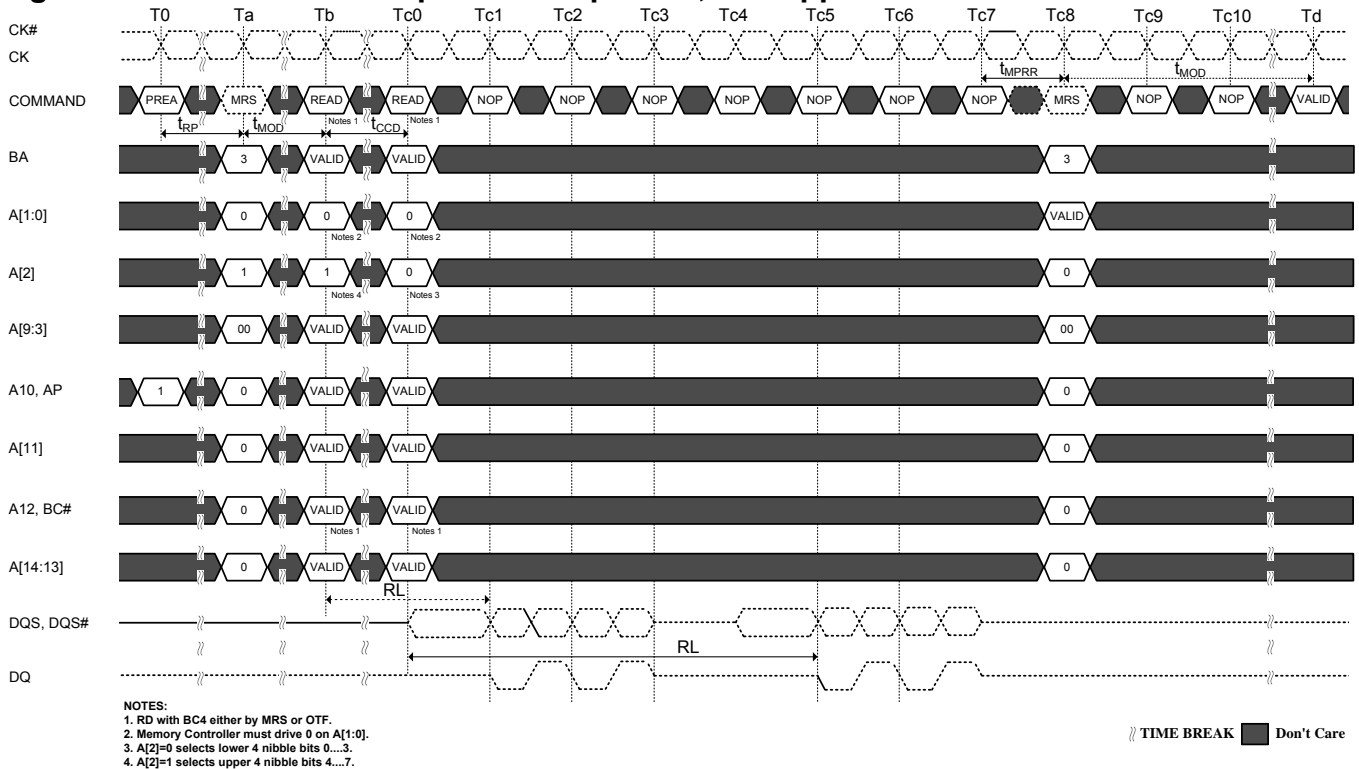 T0 Ta Tb Tc0 Tc1 Tc2 Tc3 Tc4 Tc5 Tc6 Tc7 Tc8 Tc9 Tc10 Td
CK#
CK
tMPRR tMOD
COMMAND PREA MRS READ READ NOP NOP NOP NOP NOP NOP NOP MRS NOP NOP VALID
Notes 1 Notes 1
tRP tMOD tCCD
BA 3 VALID VALID 3
A[1:0] 0 0 0 VALID
Notes 2 Notes 2
A[2] 1 1 0 0
Notes 4 Notes 3
A[9:3] 00 VALID VALID 00
A10, AP 1 0 VALID VALID 0
A[11] 0 VALID VALID 0
A12, BC# 0 VALID VALID 0
Notes 1 Notes 1
A[14:13] 0 VALID VALID 0
RL
DQS, DQS#
RL
DQ
NOTES:
1. RD with BC4 either by MRS or OTF.
2. Memory Controller must drive 0 on A[1:0].
3. A[2]=0 selects lower 4 nibble bits 0....3.
4. A[2]=1 selects upper 4 nibble bits 4....7.
TIME BREAK Don't Care